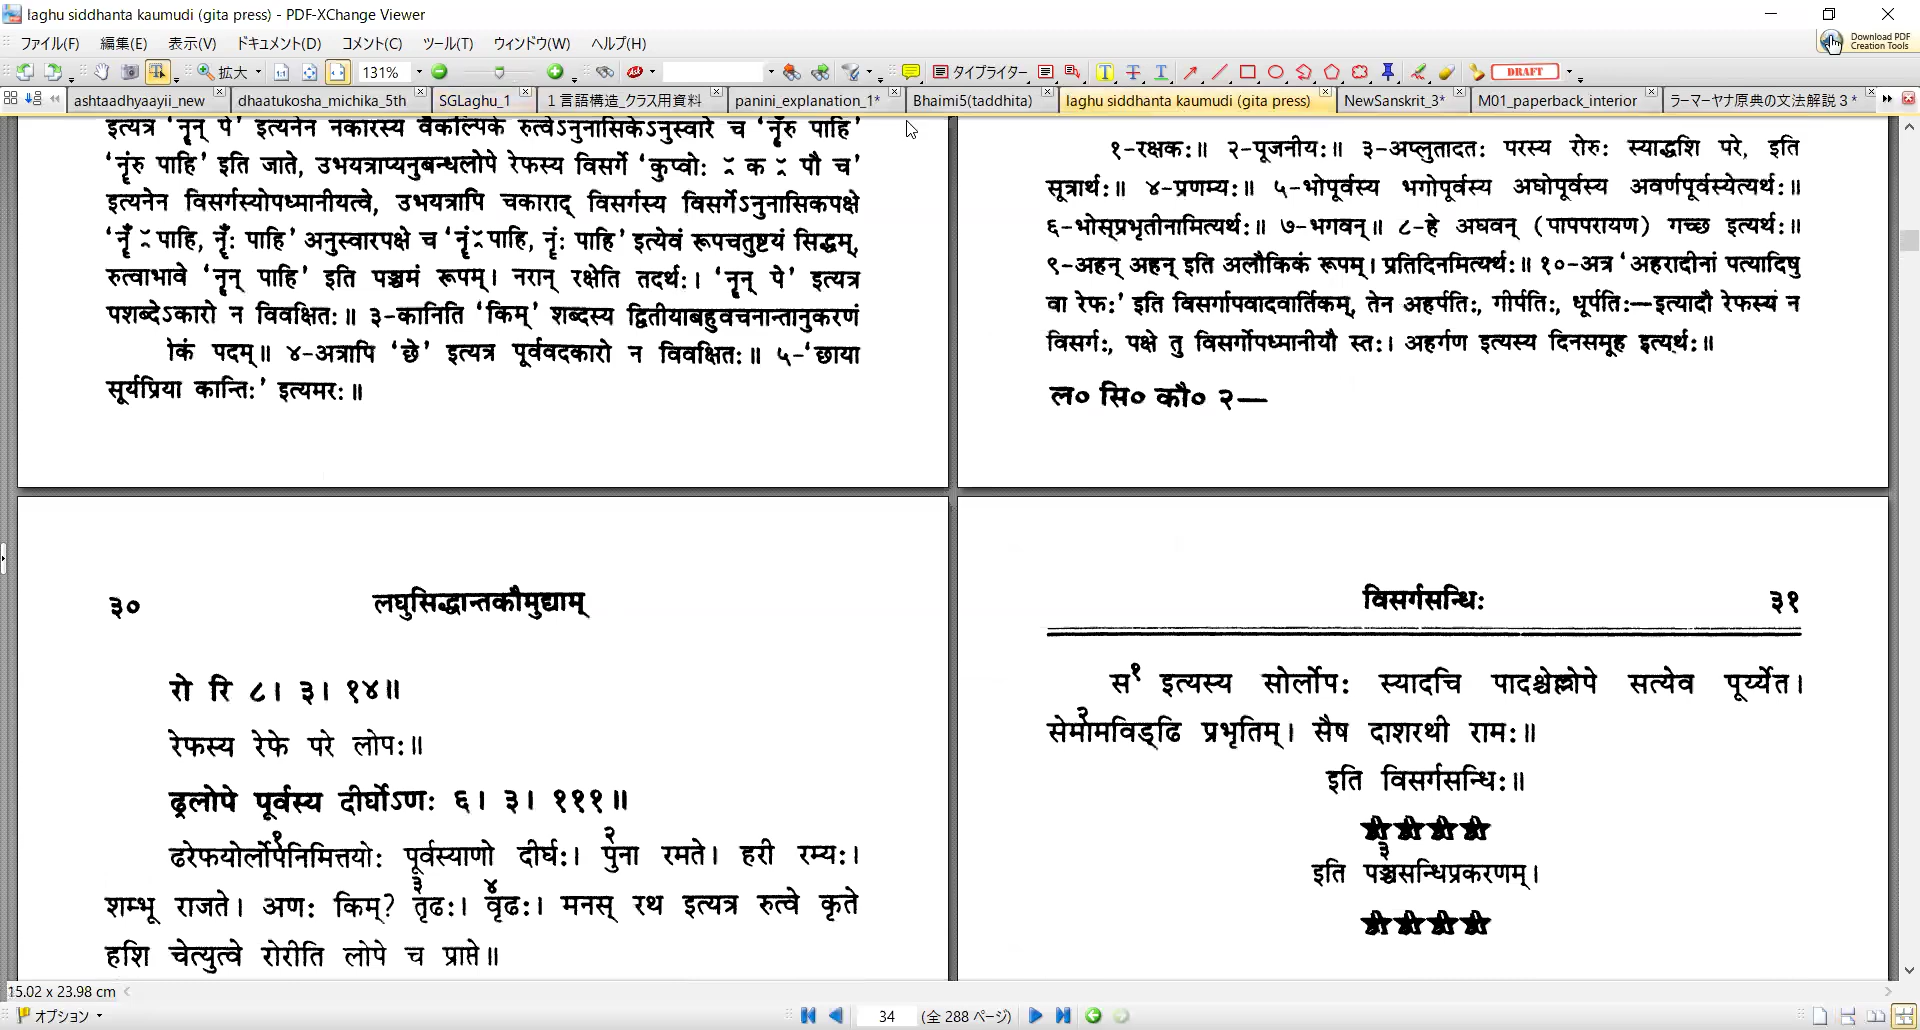 laghu siddhanta kaumudi (gita press) - PDF-XChange Viewer
ファイル(F) 編集(E) 表示(V) ドキュメント(D) コメント(C) ツール(T) ウィンドウ(W) ヘルプ(H)
Download PDF
Creation Tools
拡大 131% タイプライター DRAFT
ashtaadhyaayii_new dhaatukosha_michika_5th SGLaghu_1 1 言語構造_クラス用資料 panini_explanation_1* Bhaimi5(taddhita) laghu siddhanta kaumudi (gita press) NewSanskrit_3* M01_paperback_interior ラーマーヤナ原典の文法解説 3 *
इत्यत्र ‘नॄन् पे’ इत्यनेन नकारस्य वैकल्पिके रुत्वेऽनुनासिकेऽनुस्वारे च ‘नॄँरु पाहि’
‘नॄंरु पाहि’ इति जाते, उभयत्राप्यनुबन्धलोपे रेफस्य विसर्गे ‘कुप्वोः ᳵ क ᳶ पौ च’
इत्यनेन विसर्गस्योपध्मानीयत्वे, उभयत्रापि चकाराद् विसर्गस्य विसर्गेऽनुनासिकपक्षे
‘नॄँ ᳶपाहि, नॄँः पाहि’ अनुस्वारपक्षे च ‘नॄंᳶपाहि, नॄंः पाहि’ इत्येवं रूपचतुष्टयं सिद्धम्,
रुत्वाभावे ‘नॄन् पाहि’ इति पञ्चमं रूपम्। नरान् रक्षेति तदर्थः। ‘नॄन् पे’ इत्यत्र
पशब्देऽकारो न विवक्षितः॥ ३-कानिति ‘किम्’ शब्दस्य द्वितीयाबहुवचनान्तानुकरणं
कं पदम्॥ ४-अत्रापि ‘छे’ इत्यत्र पूर्ववदकारो न विवक्षितः॥ ५-‘छाया
सूर्यप्रिया कान्तिः’ इत्यमरः॥
१-रक्षकः॥ २-पूजनीयः॥ ३-अप्लुतादतः परस्य रोरुः स्याद्धशि परे, इति
सूत्रार्थः॥ ४-प्रणम्यः॥ ५-भोपूर्वस्य भगोपूर्वस्य अघोपूर्वस्य अवर्णपूर्वस्येत्यर्थः॥
६-भोस्प्रभृतीनामित्यर्थः॥ ७-भगवन्॥ ८-हे अघवन् (पापपरायण) गच्छ इत्यर्थः॥
९-अहन् अहन् इति अलौकिकं रूपम्। प्रतिदिनमित्यर्थः॥ १०-अत्र ‘अहरादीनां पत्यादिषु
वा रेफः’ इति विसर्गापवादवार्तिकम्, तेन अहर्पतिः, गीर्पतिः, धूर्पतिः—इत्यादौ रेफस्य न
विसर्गः, पक्षे तु विसर्गोपध्मानीयौ स्तः। अहर्गण इत्यस्य दिनसमूह इत्यर्थः॥
ल० सि० कौ० २—
३० लघुसिद्धान्तकौमुद्याम्
रो रि ८। ३। १४॥
रेफस्य रेफे परे लोपः॥
ढ्रलोपे पूर्वस्य दीर्घोऽणः ६। ३। १११॥
ढरेफयोर्लोपनिमित्तयोः१ पूर्वस्याणो दीर्घः। पुना२ रमते। हरी रम्यः।
शम्भू राजते। अणः किम्? तृढः३। वृढः४। मनस् रथ इत्यत्र रुत्वे कृते
हशि चेत्युत्वे रोरीति लोपे च प्राप्ते॥
विसर्गसन्धिः ३१
स१ इत्यस्य सोर्लोपः स्यादचि पादश्चेल्लोपे सत्येव पूर्य्येत।
सेमामविड्ढि२ प्रभृतिम्। सैष दाशरथी रामः॥
इति विसर्गसन्धिः॥
इति पञ्चसन्धिप्रकरणम्३।
15.02 x 23.98 cm
オプション 34 (全 288 ページ)